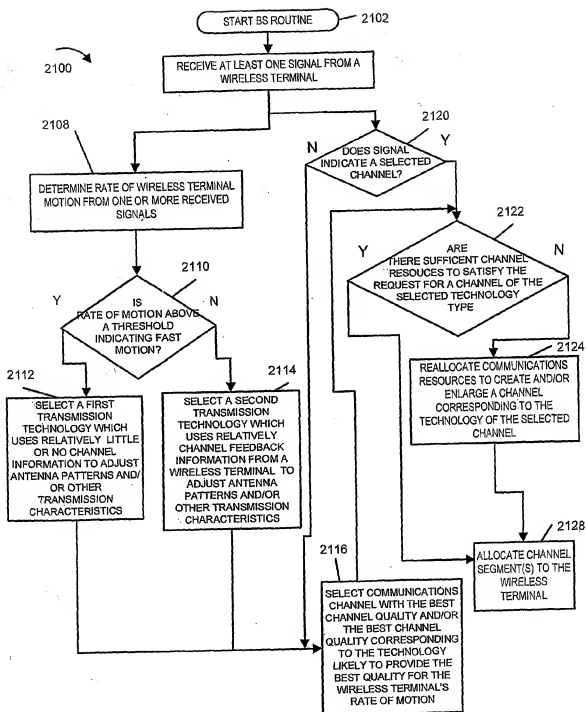 START BS ROUTINE
2102
2100
RECEIVE AT LEAST ONE SIGNAL FROM A
WIRELESS TERMINAL
2108
DETERMINE RATE OF WIRELESS TERMINAL
MOTION FROM ONE OR MORE RECEIVED
SIGNALS
2120
N
Y
DOES SIGNAL
INDICATE A SELECTED
CHANNEL?
2122
Y
N
ARE
THERE SUFFICENT CHANNEL
RESOUCES TO SATISFY THE
REQUEST FOR A CHANNEL OF THE
SELECTED TECHNOLOGY
TYPE
2110
Y
N
IS
RATE OF MOTION ABOVE
A THRESHOLD
INDICATING FAST
MOTION?
2112
SELECT A FIRST
TRANSMISSION
TECHNOLOGY WHICH
USES RELATIVELY LITTLE
OR NO CHANNEL
INFORMATION TO ADJUST
ANTENNA PATTERNS AND/
OR OTHER
TRANSMISSION
CHARACTERISTICS
2114
SELECT A SECOND
TRANSMISSION
TECHNOLOGY WHICH
USES RELATIVELY
CHANNEL FEEDBACK
INFORMATION FROM A
WIRELESS TERMINAL TO
ADJUST ANTENNA
PATTERNS AND/OR
OTHER TRANSMISSION
CHARACTERISTICS
2124
REALLOCATE COMMUNICATIONS
RESOURCES TO CREATE AND/OR
ENLARGE A CHANNEL
CORRESPONDING TO THE
TECHNOLOGY OF THE SELECTED
CHANNEL
2128
ALLOCATE CHANNEL
SEGMENT(S) TO THE
WIRELESS
TERMINAL
2116
SELECT COMMUNICATIONS
CHANNEL WITH THE BEST
CHANNEL QUALITY AND/OR
THE BEST CHANNEL
QUALITY CORRESPONDING
TO THE TECHNOLOGY
LIKELY TO PROVIDE THE
BEST QUALITY FOR THE
WIRELESS TERMINAL'S
RATE OF MOTION